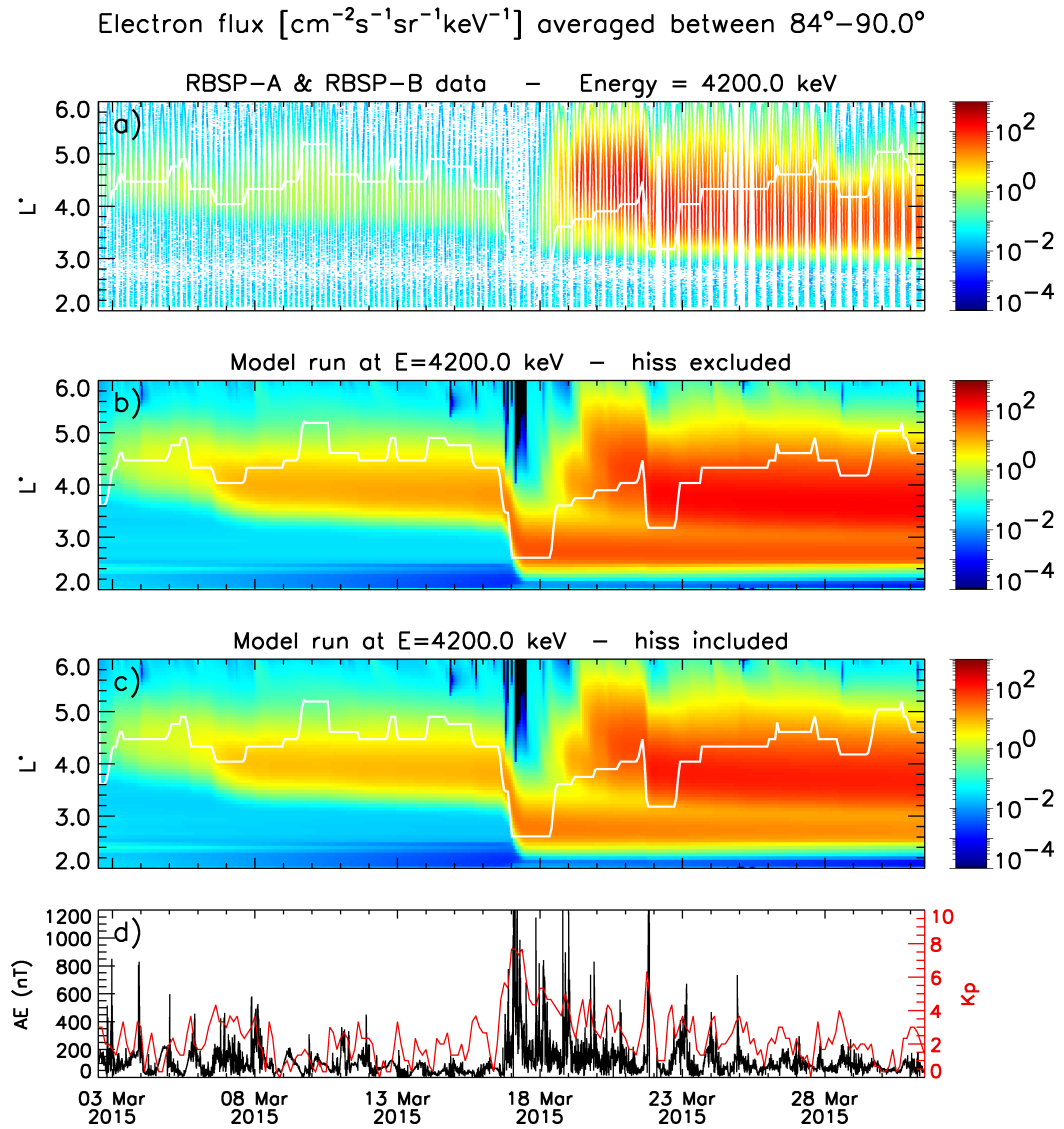 Electron flux [cm⁻²s⁻¹sr⁻¹keV⁻¹] averaged between 84°−90.0°
RBSP−A & RBSP−B data − Energy = 4200.0 keV
a)
6.0
5.0
4.0
3.0
2.0
L*
10²
10⁰
10⁻²
10⁻⁴
Model run at E=4200.0 keV − hiss excluded
b)
6.0
5.0
4.0
3.0
2.0
L*
10²
10⁰
10⁻²
10⁻⁴
Model run at E=4200.0 keV − hiss included
c)
6.0
5.0
4.0
3.0
2.0
L*
10²
10⁰
10⁻²
10⁻⁴
d)
1200
1000
800
600
400
200
0
AE (nT)
10
8
6
4
2
0
Kp
03 Mar 08 Mar 13 Mar 18 Mar 23 Mar 28 Mar
2015 2015 2015 2015 2015 2015